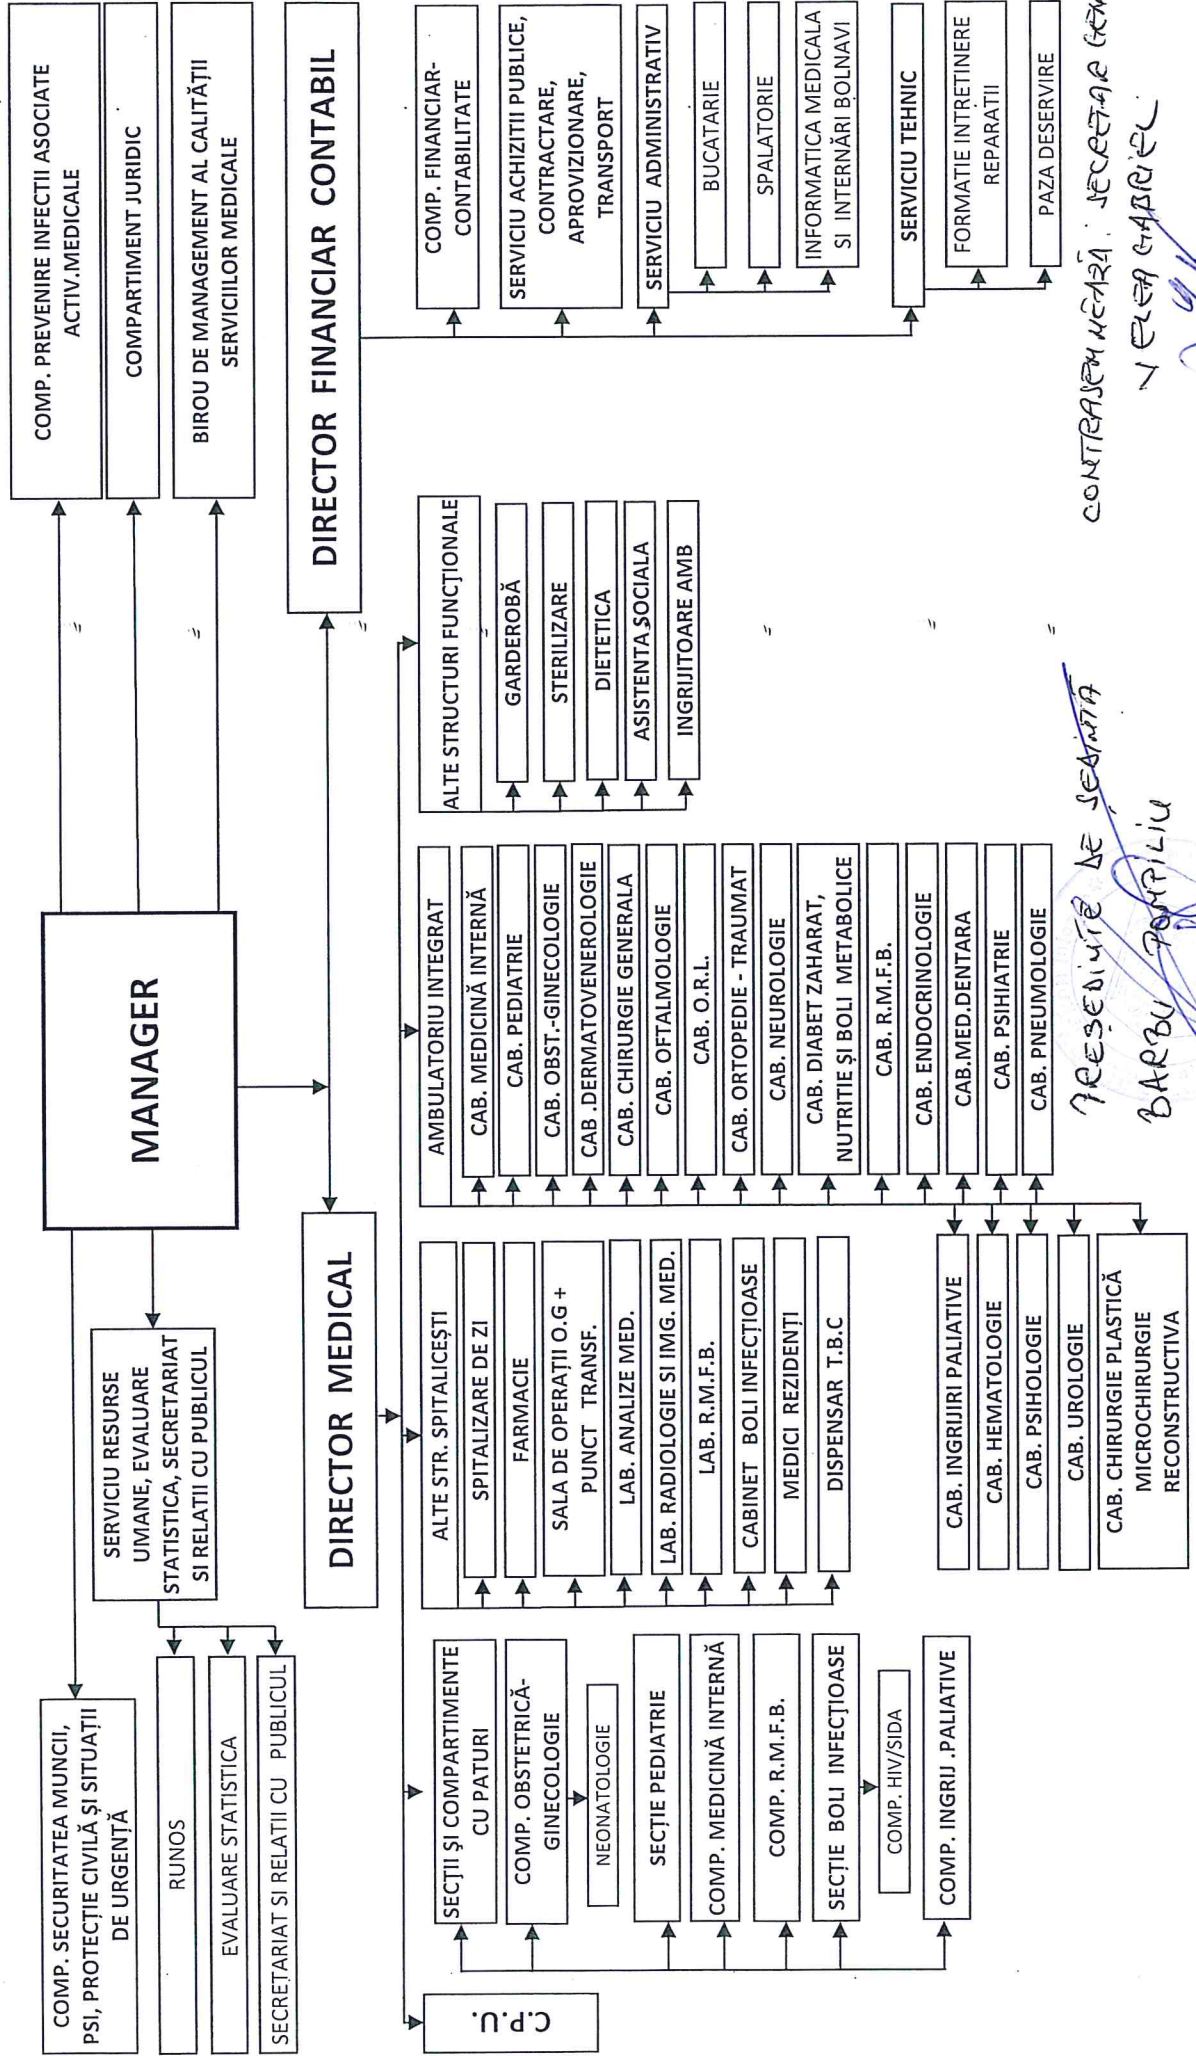 MANAGER
COMP. SECURITATEA MUNCII,
PSI, PROTECȚIE CIVILĂ ȘI SITUAȚII
DE URGENȚĂ
SERVICIU RESURSE
UMANE, EVALUARE
STATISTICA, SECRETARIAT
SI RELATII CU PUBLICUL
RUNOS
EVALUARE STATISTICA
SECRETARIAT SI RELATII CU PUBLICUL
COMP. PREVENIRE INFECTII ASOCIATE
ACTIV.MEDICALE
COMPARTIMENT JURIDIC
BIROU DE MANAGEMENT AL CALITĂȚII
SERVICIILOR MEDICALE
DIRECTOR MEDICAL
DIRECTOR FINANCIAR CONTABIL
C.P.U.
SECȚII ȘI COMPARTIMENTE
CU PATURI
COMP. OBSTETRICĂ-
GINECOLOGIE
NEONATOLOGIE
SECȚIE PEDIATRIE
COMP. MEDICINĂ INTERNĂ
COMP. R.M.F.B.
SECȚIE BOLI INFECȚIOASE
COMP. HIV/SIDA
COMP. INGRIJ .PALIATIVE
ALTE STR. SPITALICEȘTI
SPITALIZARE DE ZI
FARMACIE
SALA DE OPERAȚII O.G +
PUNCT TRANSF.
LAB. ANALIZE MED.
LAB. RADIOLOGIE SI IMG. MED.
LAB. R.M.F.B.
CABINET BOLI INFECȚIOASE
MEDICI REZIDENȚI
DISPENSAR T.B.C
AMBULATORIU INTEGRAT
CAB. MEDICINĂ INTERNĂ
CAB. PEDIATRIE
CAB. OBST.-GINECOLOGIE
CAB .DERMATOVENEROLOGIE
CAB. CHIRURGIE GENERALA
CAB. OFTALMOLOGIE
CAB. O.R.L.
CAB. ORTOPEDIE - TRAUMAT
CAB. NEUROLOGIE
CAB. DIABET ZAHARAT,
NUTRITIE ȘI BOLI METABOLICE
CAB. R.M.F.B.
CAB. ENDOCRINOLOGIE
CAB.MED.DENTARA
CAB. PSIHIATRIE
CAB. PNEUMOLOGIE
CAB. INGRIJIRI PALIATIVE
CAB. HEMATOLOGIE
CAB. PSIHOLOGIE
CAB. UROLOGIE
CAB. CHIRURGIE PLASTICĂ
MICROCHIRURGIE
RECONSTRUCTIVA
ALTE STRUCTURI FUNCȚIONALE
GARDEROBĂ
STERILIZARE
DIETETICA
ASISTENTA SOCIALA
INGRIJITOARE AMB
COMP. FINANCIAR-
CONTABILITATE
SERVICIU ACHIZITII PUBLICE,
CONTRACTARE,
APROVIZIONARE,
TRANSPORT
SERVICIU ADMINISTRATIV
BUCATARIE
SPALATORIE
INFORMATICA MEDICALA
SI INTERNĂRI BOLNAVI
SERVICIU TEHNIC
FORMATIE INTRETINERE
REPARATII
PAZA DESERVIRE
PREȘEDINTE DE ȘEDINȚĂ
BARBU POMPILIU
CONTRASEMNEAZĂ: SECRETAR GEN
VELEA GABRIEL